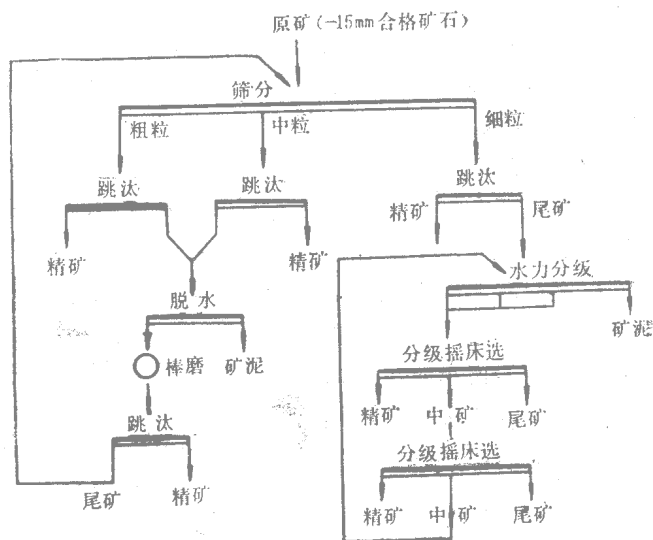 原矿(-15mm合格矿石)
筛分
粗粒 中粒 细粒
跳汰 跳汰 跳汰
精矿 尾矿
精矿 精矿
水力分级
脱水
矿泥
棒磨 矿泥
分级摇床选
精矿 中矿 尾矿
跳汰
分级摇床选
尾矿 精矿
精矿 中矿 尾矿